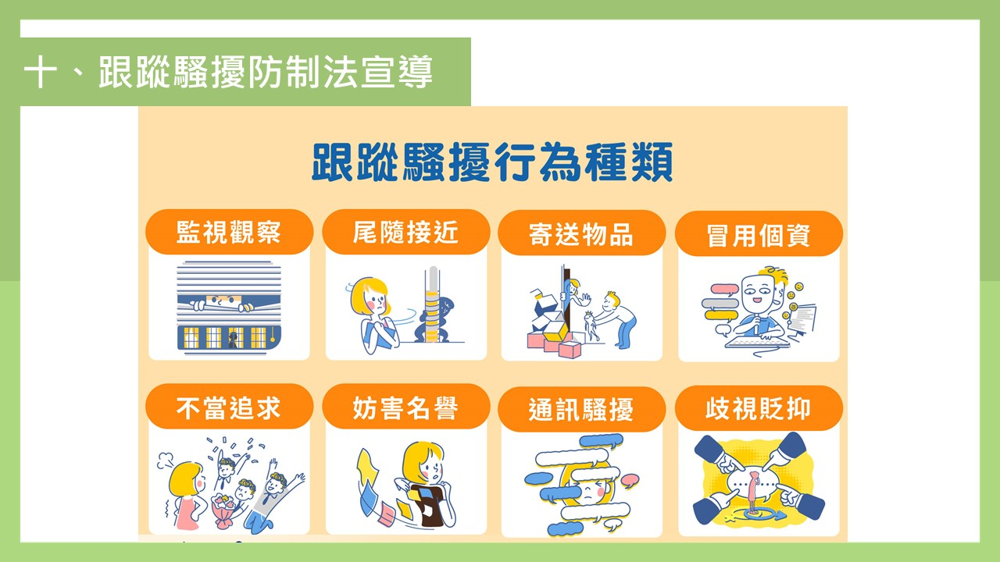 十、跟蹤騷擾防制法宣導
跟蹤騷擾行為種類
監視觀察
尾隨接近
寄送物品
冒用個資
不當追求
妨害名譽
通訊騷擾
歧視貶抑